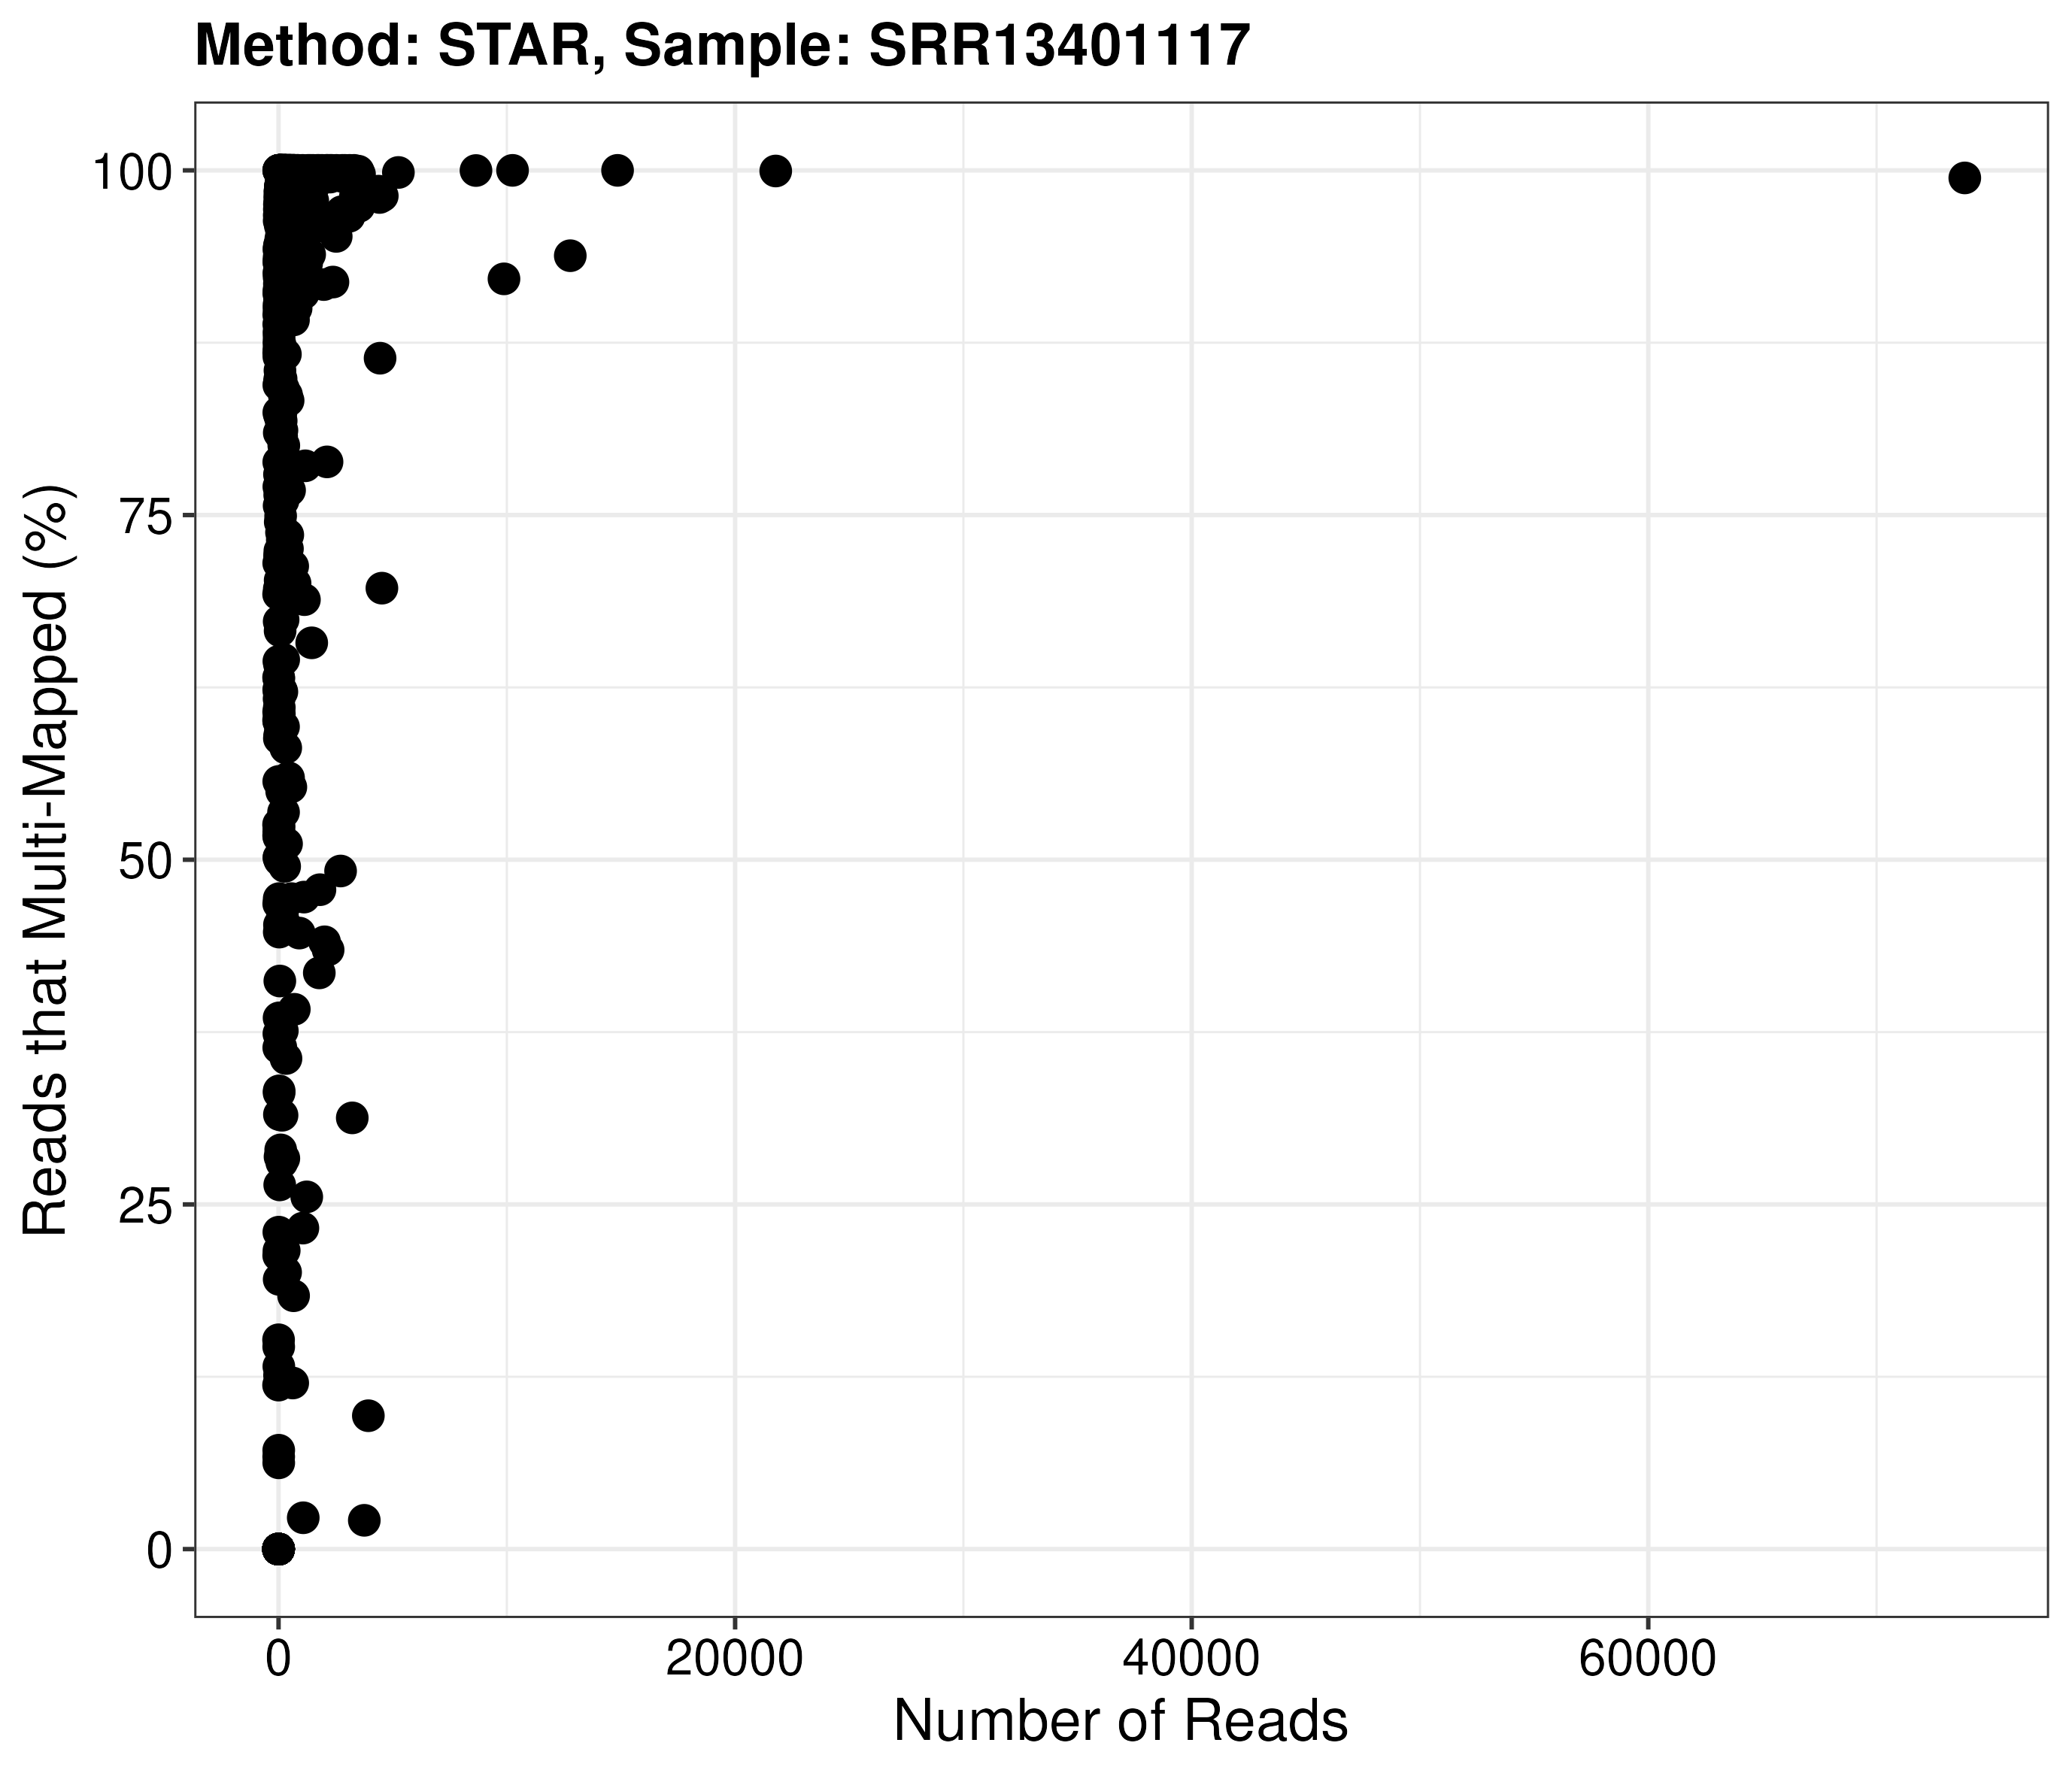 Method: STAR, Sample: SRR13401117
Reads that Multi-Mapped (%)
100
75
50
25
0
0 20000 40000 60000
Number of Reads